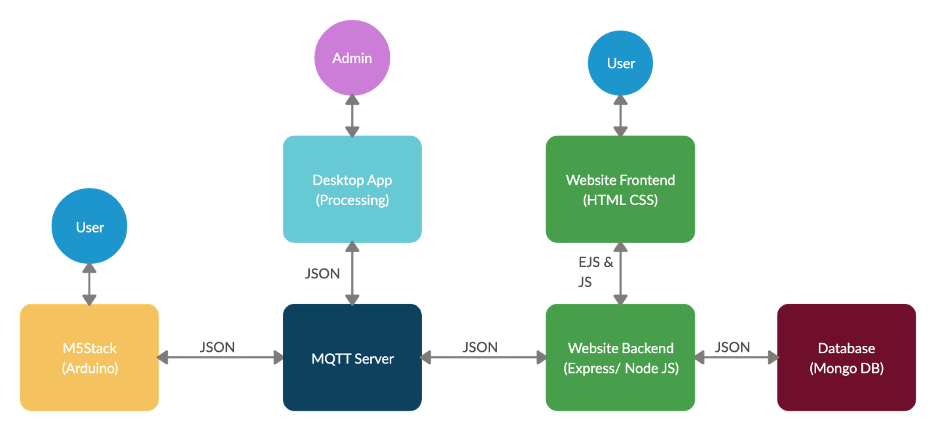 Admin
User
Desktop App
(Processing)
Website Frontend
(HTML CSS)
User
JSON
EJS &
JS
M5Stack
(Arduino)
JSON
MQTT Server
JSON
Website Backend
(Express/ Node JS)
JSON
Database
(Mongo DB)